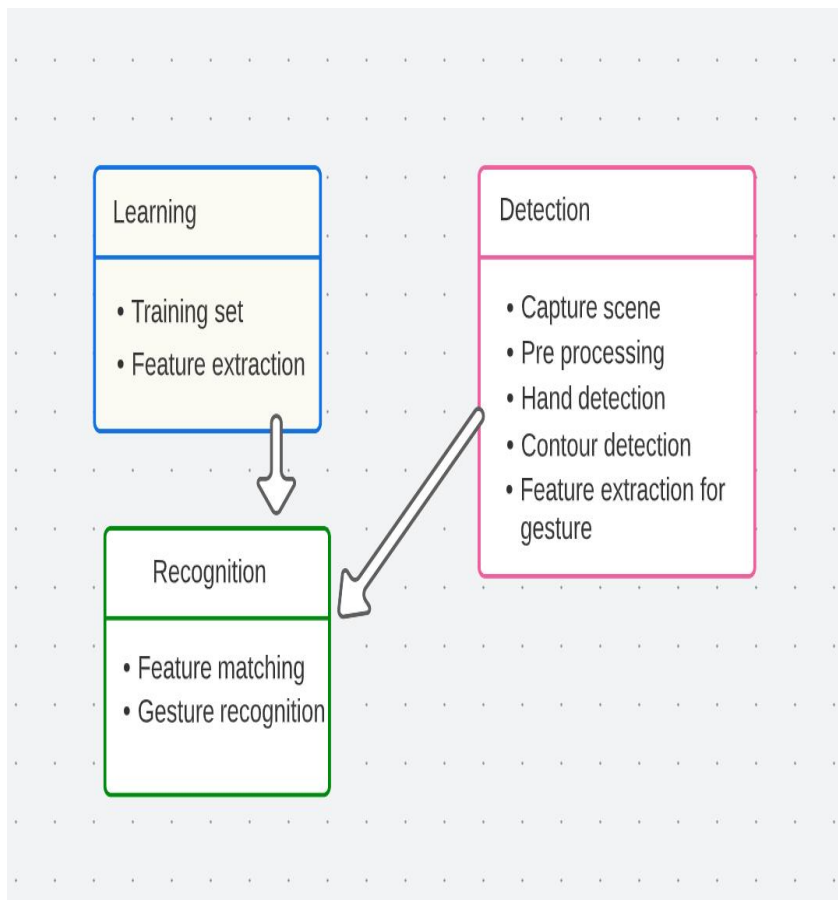 Learning
• Training set
• Feature extraction
Detection
• Capture scene
• Pre processing
• Hand detection
• Contour detection
• Feature extraction for
gesture
Recognition
• Feature matching
• Gesture recognition